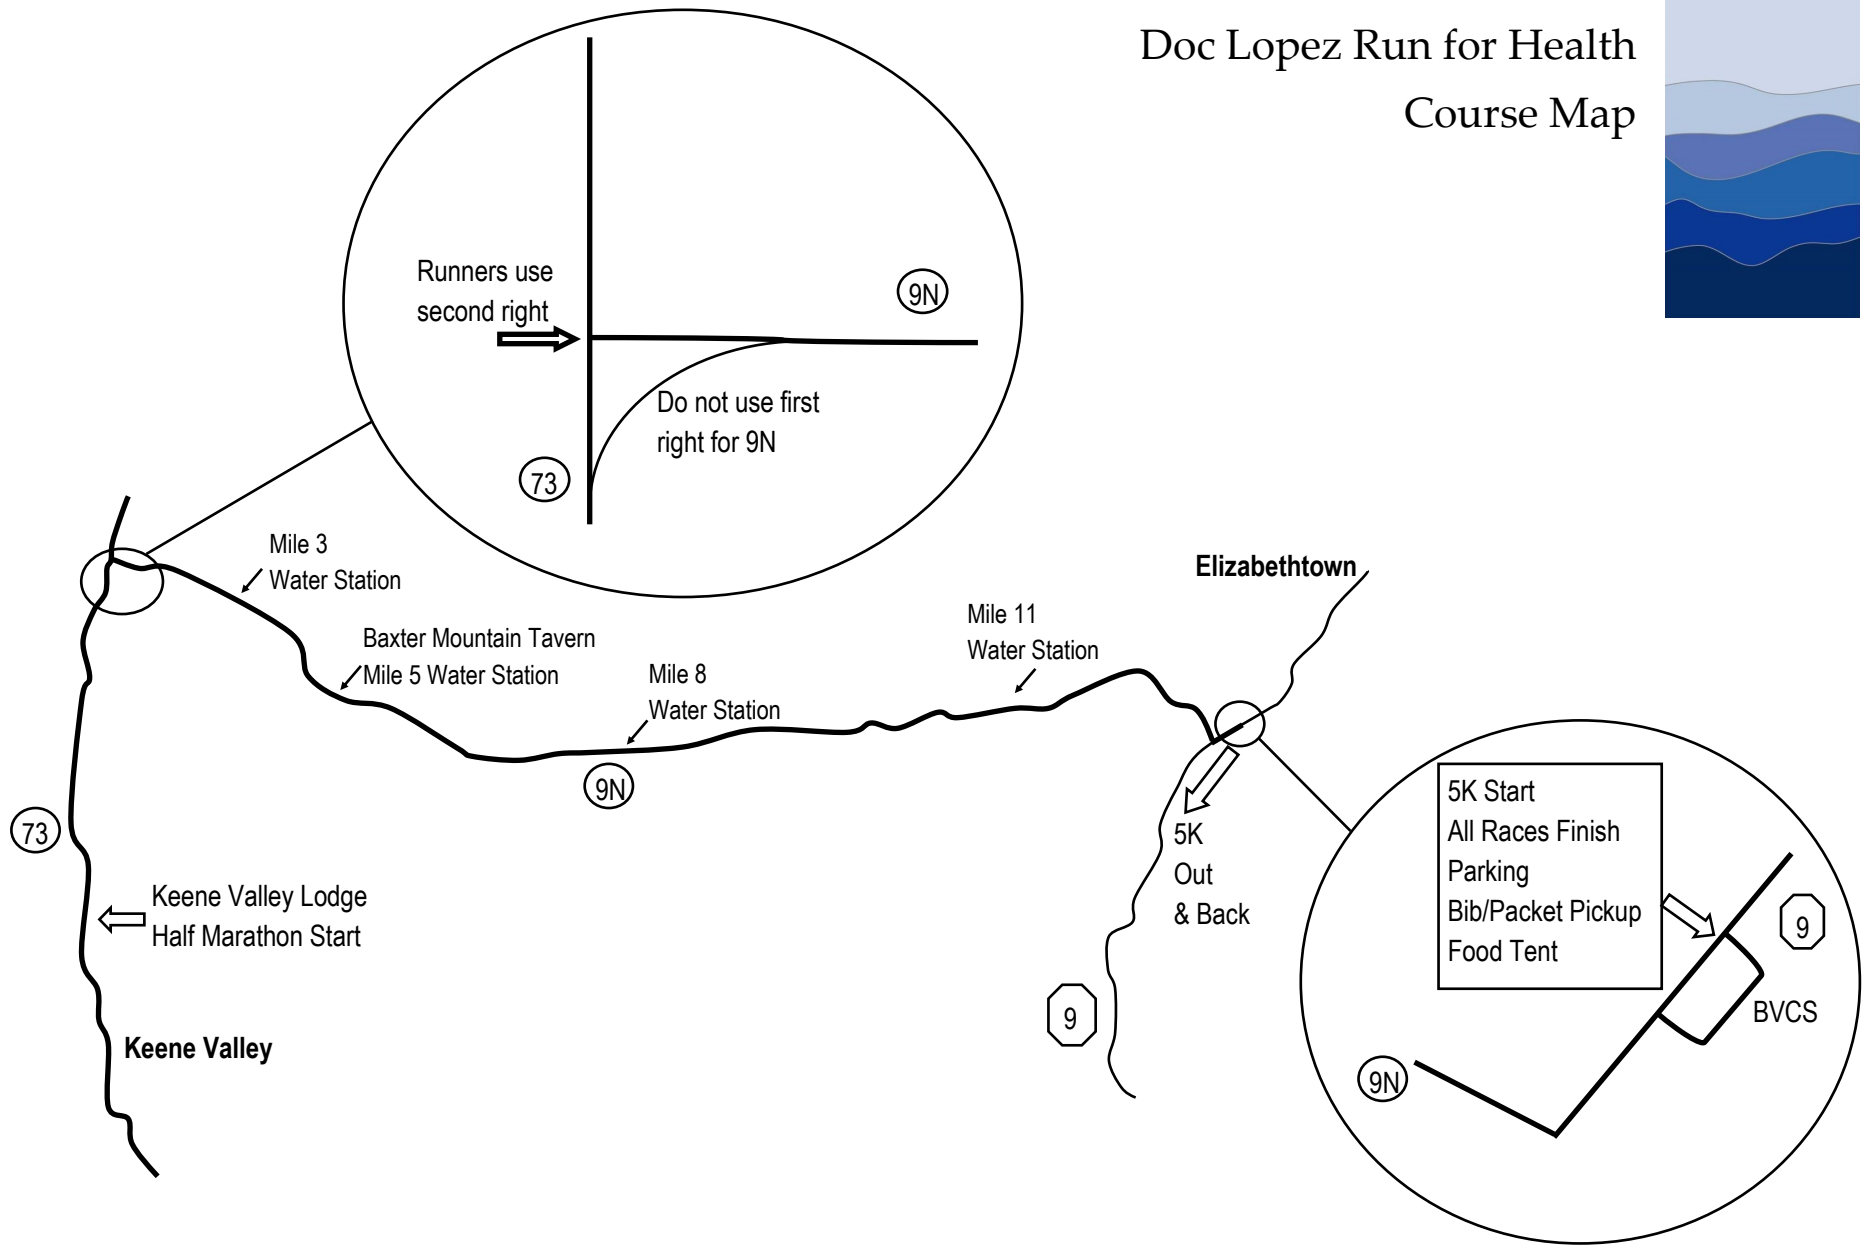 Doc Lopez Run for Health
Course Map
Runners use
second right
9N
Do not use first
right for 9N
73
Mile 3
Water Station
Baxter Mountain Tavern
Mile 5 Water Station
Mile 8
Water Station
9N
Mile 11
Water Station
Elizabethtown
73
Keene Valley Lodge
Half Marathon Start
Keene Valley
5K
Out
& Back
9
5K Start
All Races Finish
Parking
Bib/Packet Pickup
Food Tent
9
BVCS
9N